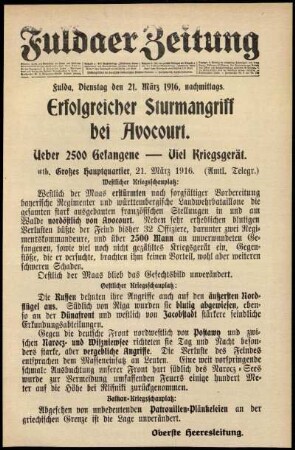 Fuldaer Zeitung
Fulda, Dienstag den 21. März 1916, nachmittags.
Erfolgreicher Sturmangriff
bei Avocourt.
Ueber 2500 Gefangene — Viel Kriegsgerät.
wtb. Großes Hauptquartier, 21. März 1916. (Amtl. Telegr.)
Westlicher Kriegsschauplatz:
Westlich der Maas erstürmten nach sorgfältiger Vorbereitung
bayerische Regimenter und württembergische Landwehrbataillone die
gesamten stark ausgebauten französischen Stellungen in und am
Walde nordöstlich von Avocourt. Neben sehr erheblichen blutigen
Verlusten büßte der Feind bisher 32 Offiziere, darunter zwei Regi-
mentskommandeure, und über 2500 Mann an unverwundeten Ge-
fangenen, sowie viel noch nicht gezähltes Kriegsgerät ein. Gegen-
stöße, die er versuchte, brachten ihm keinen Vorteil, wohl aber weitere
schweren Schaden.
Oestlich der Maas blieb das Gefechtsbild unverändert.
Oestlicher Kriegsschauplatz:
Die Russen dehnten ihre Angriffe auch auf den äußersten Nord-
flügel aus. Südlich von Riga wurden sie blutig abgewiesen, eben-
so an der Dünafront und westlich von Jacobstadt stärkere feindliche
Erkundungsabteilungen.
Gegen die deutsche Front nordwestlich von Postawy und zwi-
schen Narocz- und Wiszniewsee richteten sie Tag und Nacht beson-
ders starke, aber vergebliche Angriffe. Die Verluste des Feindes
entsprechen dem Masseneinsatz an Leuten. Eine weit vorspringende
schmale Ausbuchtung unserer Front hart südlich des Narocz-Sees
wurde zur Vermeidung umfassenden Feuers einige hundert Meter
auf die Höhe bei Blisniki zurückgenommen.
Balkan-Kriegsschauplatz:
Abgesehen von unbedeutenden Patrouillen-Plänkeleien an der
griechischen Grenze ist die Lage unverändert.
Oberste Heeresleitung.